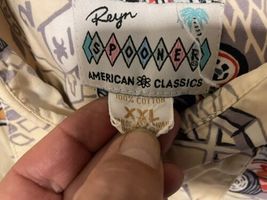 Reyn
SPOONER
AMERICAN CLASSICS
100% COTTON
XXL